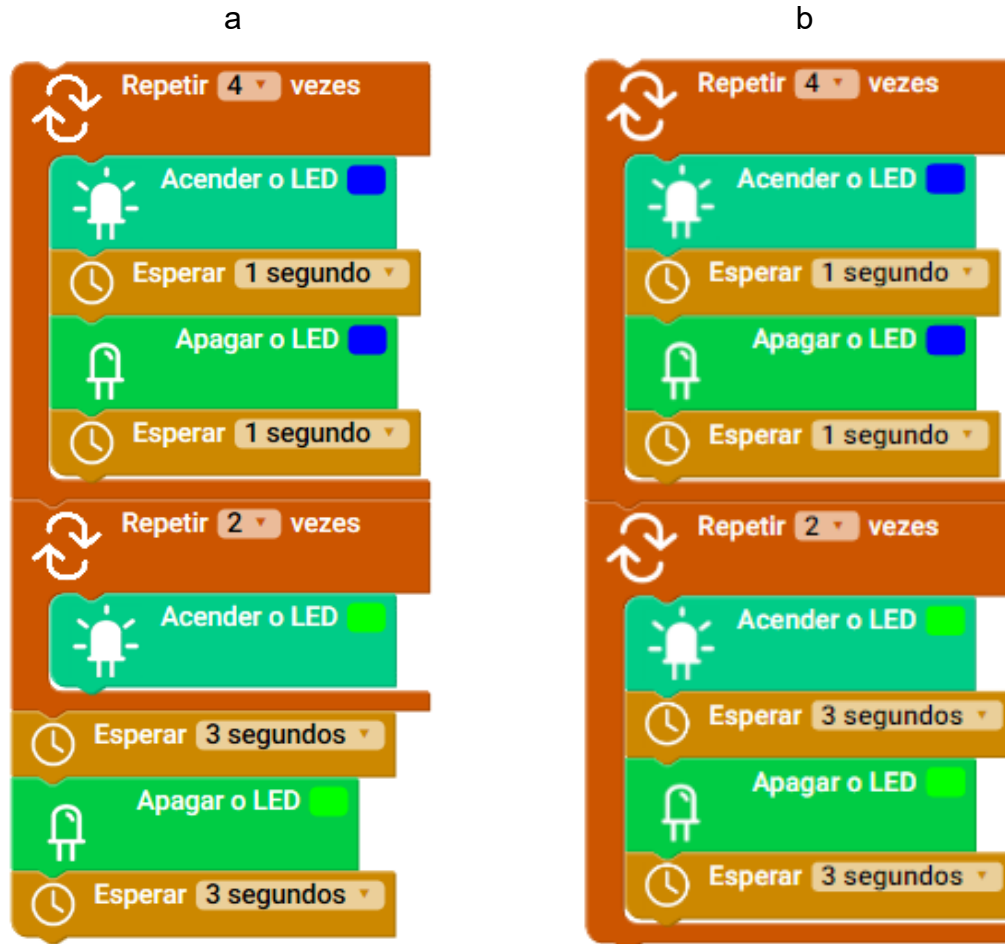 a
Repetir 4 vezes
Acender o LED
Esperar 1 segundo
Apagar o LED
Esperar 1 segundo
Repetir 2 vezes
Acender o LED
Esperar 3 segundos
Apagar o LED
Esperar 3 segundos
b
Repetir 4 vezes
Acender o LED
Esperar 1 segundo
Apagar o LED
Esperar 1 segundo
Repetir 2 vezes
Acender o LED
Esperar 3 segundos
Apagar o LED
Esperar 3 segundos